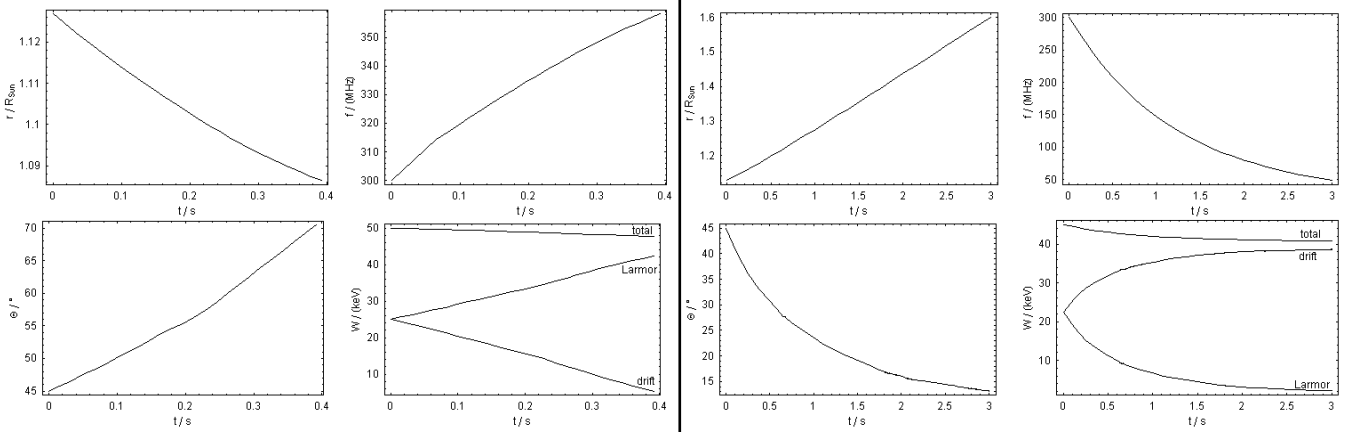 r / R_Sun
1.12
1.11
1.1
1.09
0 0.1 0.2 0.3 0.4
t / s
f / (MHz)
350
340
330
320
310
300
0 0.1 0.2 0.3 0.4
t / s
r / R_Sun
1.6
1.5
1.4
1.3
1.2
0 0.5 1 1.5 2 2.5 3
t / s
f / (MHz)
300
250
200
150
100
50
0 0.5 1 1.5 2 2.5 3
t / s
Θ / °
70
65
60
55
50
45
0 0.1 0.2 0.3 0.4
t / s
W / (keV)
50
40
30
20
10
total
Larmor
drift
0 0.1 0.2 0.3 0.4
t / s
Θ / °
45
40
35
30
25
20
15
0 0.5 1 1.5 2 2.5 3
t / s
W / (keV)
40
30
20
10
total
drift
Larmor
0 0.5 1 1.5 2 2.5 3
t / s